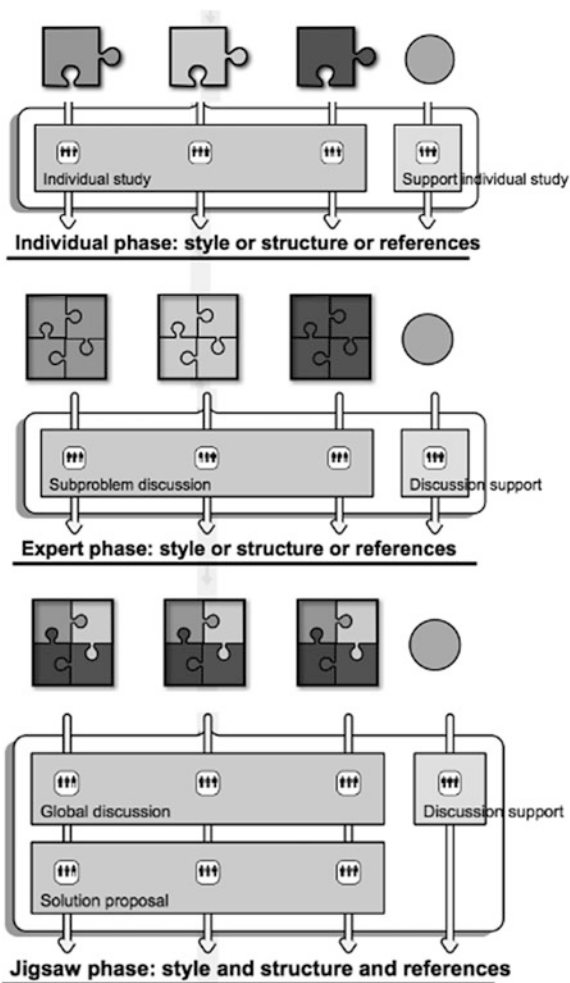 Individual study
Support individual study
Individual phase: style or structure or references
Subproblem discussion
Discussion support
Expert phase: style or structure or references
Global discussion
Discussion support
Solution proposal
Jigsaw phase: style and structure and references